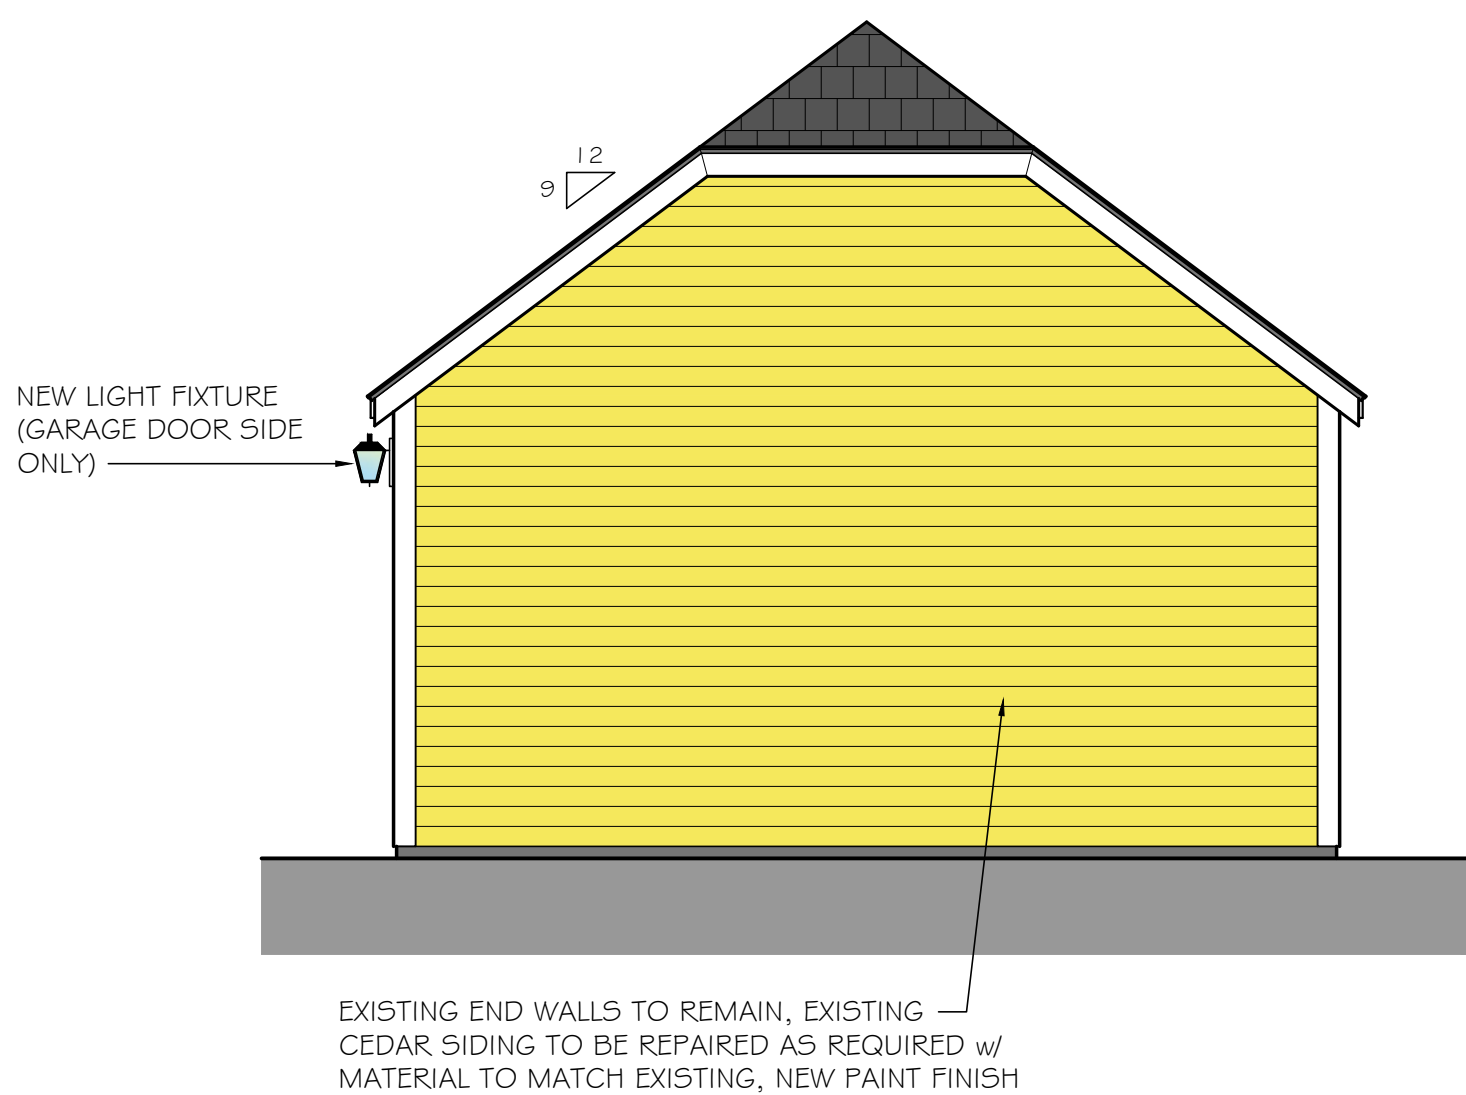 12
9
NEW LIGHT FIXTURE
(GARAGE DOOR SIDE
ONLY)
EXISTING END WALLS TO REMAIN, EXISTING
CEDAR SIDING TO BE REPAIRED AS REQUIRED w/
MATERIAL TO MATCH EXISTING, NEW PAINT FINISH